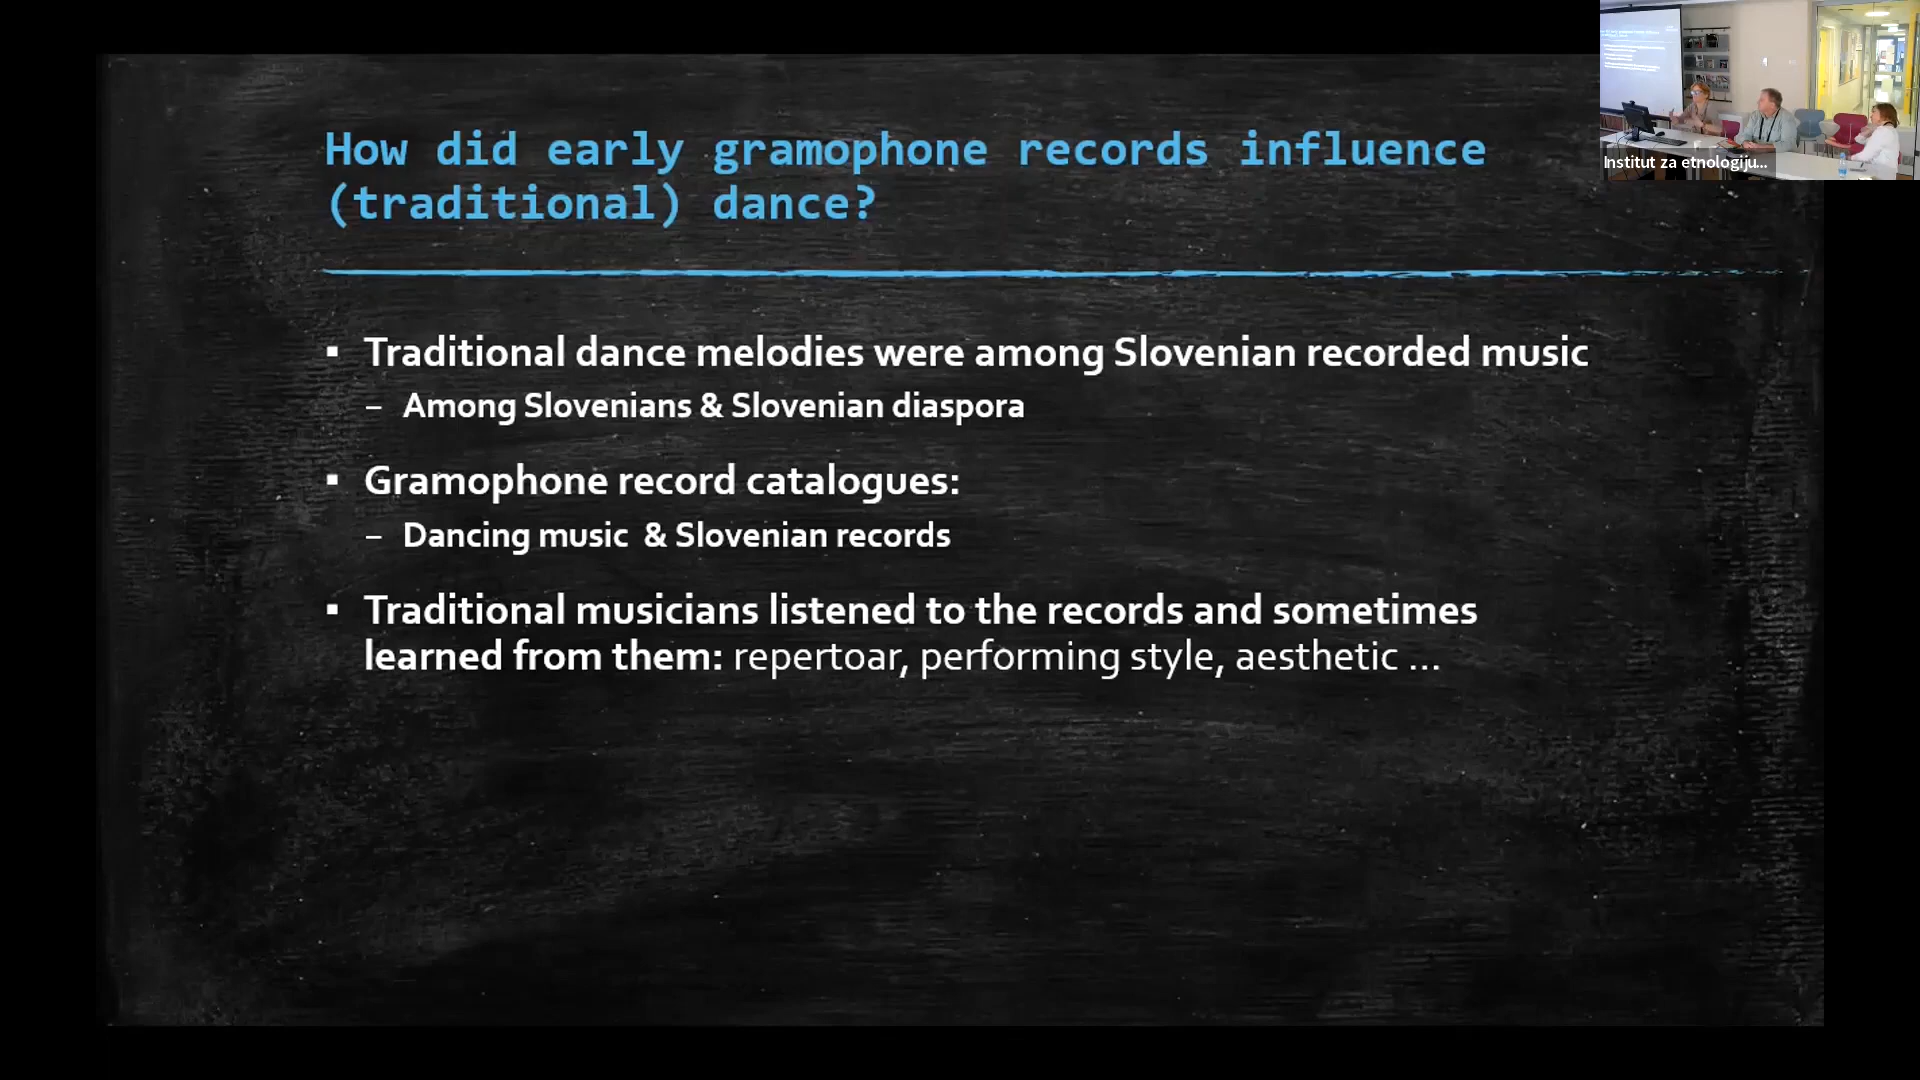 How did early gramophone records influence
(traditional) dance?
▪ Traditional dance melodies were among Slovenian recorded music
– Among Slovenians & Slovenian diaspora
▪ Gramophone record catalogues:
– Dancing music & Slovenian records
▪ Traditional musicians listened to the records and sometimes
learned from them: repertoar, performing style, aesthetic ...
Institut za etnologiju...